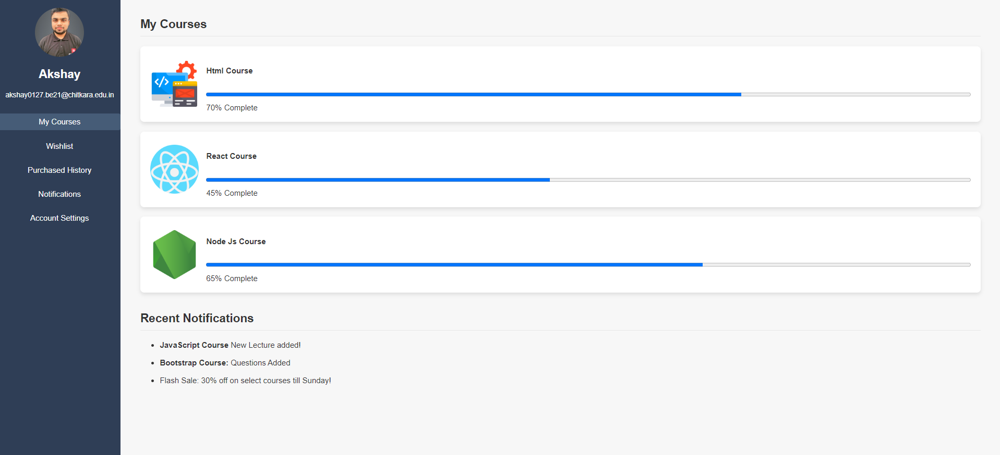 Akshay
akshay0127.be21@chitkara.edu.in
My Courses
Wishlist
Purchased History
Notifications
Account Settings
My Courses
</>
Html Course
70% Complete
React Course
45% Complete
Node Js Course
65% Complete
Recent Notifications
• JavaScript Course New Lecture added!
• Bootstrap Course: Questions Added
• Flash Sale: 30% off on select courses till Sunday!